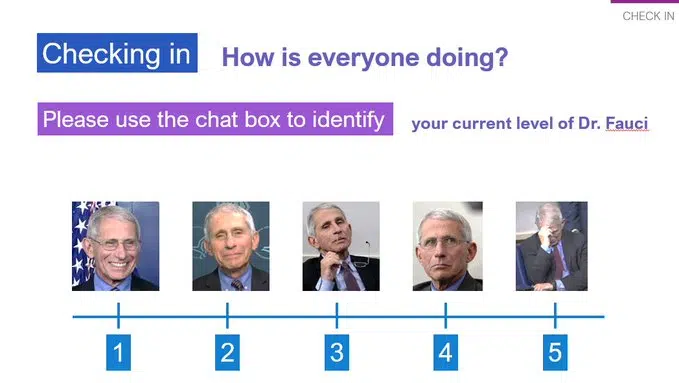 CHECK IN
Checking in How is everyone doing?
Please use the chat box to identify your current level of Dr. Fauci
1 2 3 4 5